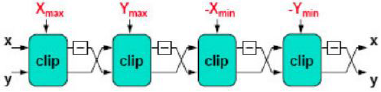 Xmax Ymax -Xmin -Ymin
x clip − clip − clip − clip − x
y y